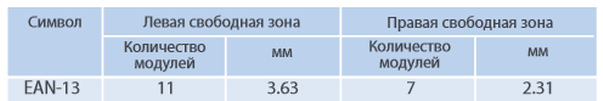 Символ Левая свободная зона Правая свободная зона
Количество модулей мм Количество модулей мм
EAN-13 11 3.63 7 2.31